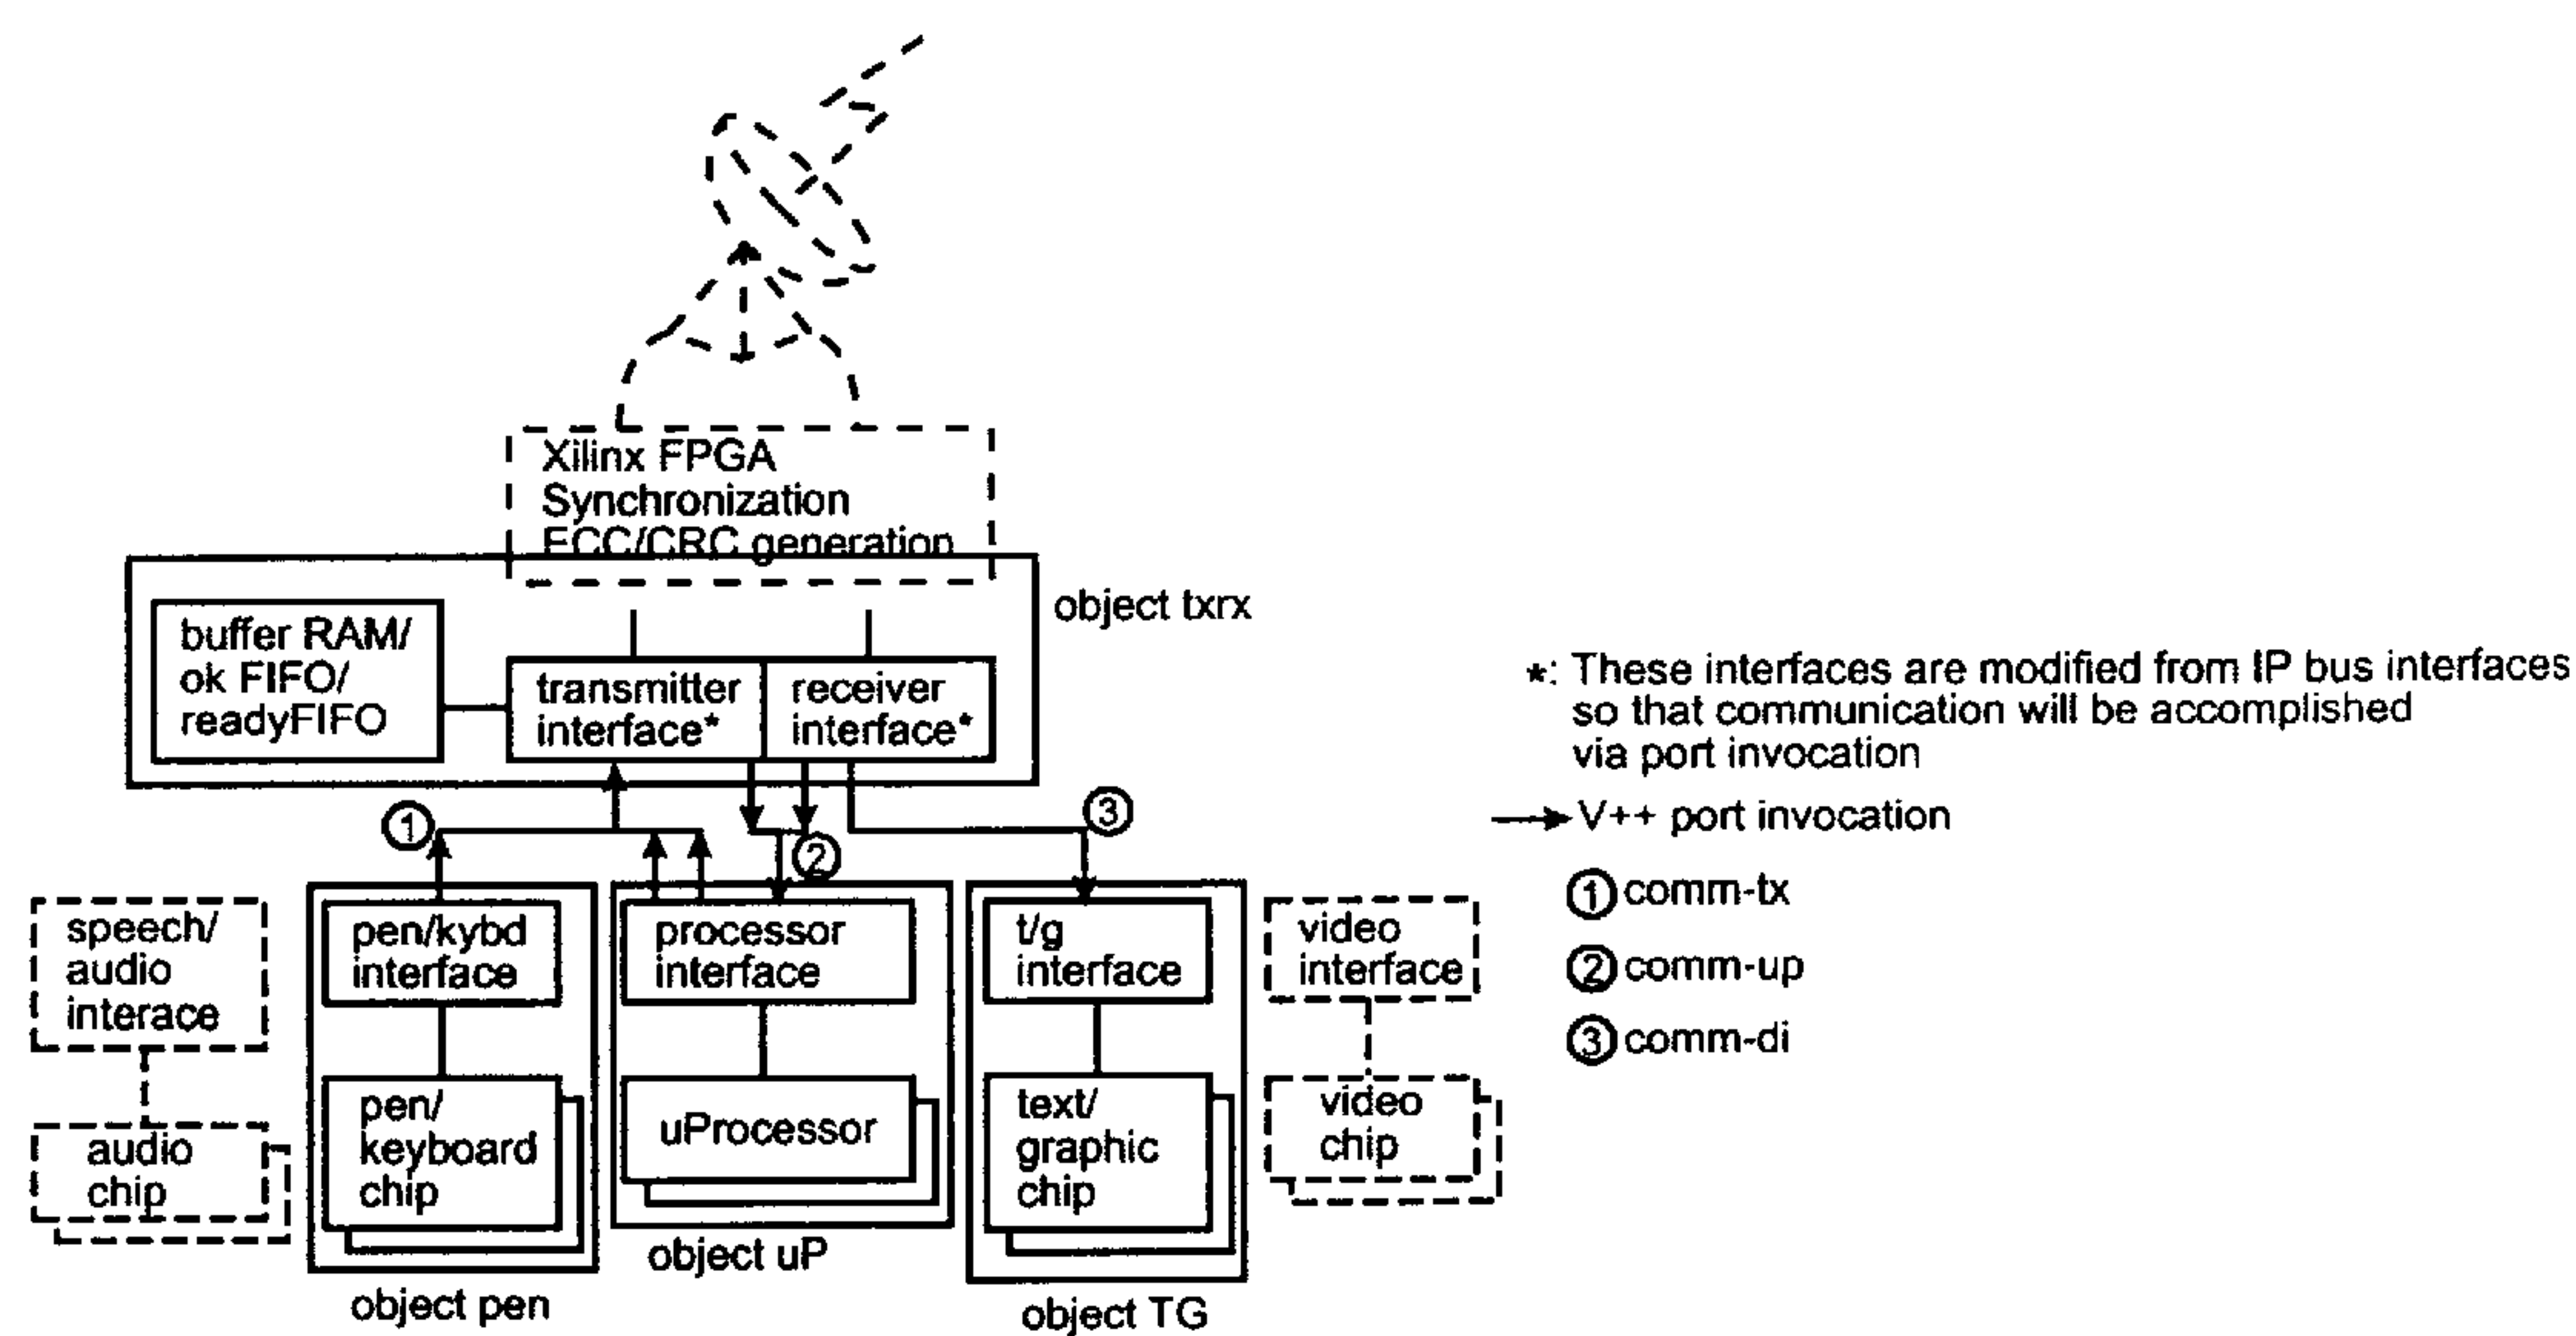 Xilinx FPGA
Synchronization
ECC/CRC generation
object txrx
buffer RAM/
ok FIFO/
readyFIFO
transmitter
interface*
receiver
interface*
*: These interfaces are modified from IP bus interfaces
so that communication will be accomplished
via port invocation
V++ port invocation
① comm-tx
② comm-up
③ comm-di
①
②
③
speech/
audio
interace
audio
chip
pen/kybd
interface
pen/
keyboard
chip
object pen
processor
interface
uProcessor
object uP
t/g
interface
text/
graphic
chip
object TG
video
interface
video
chip